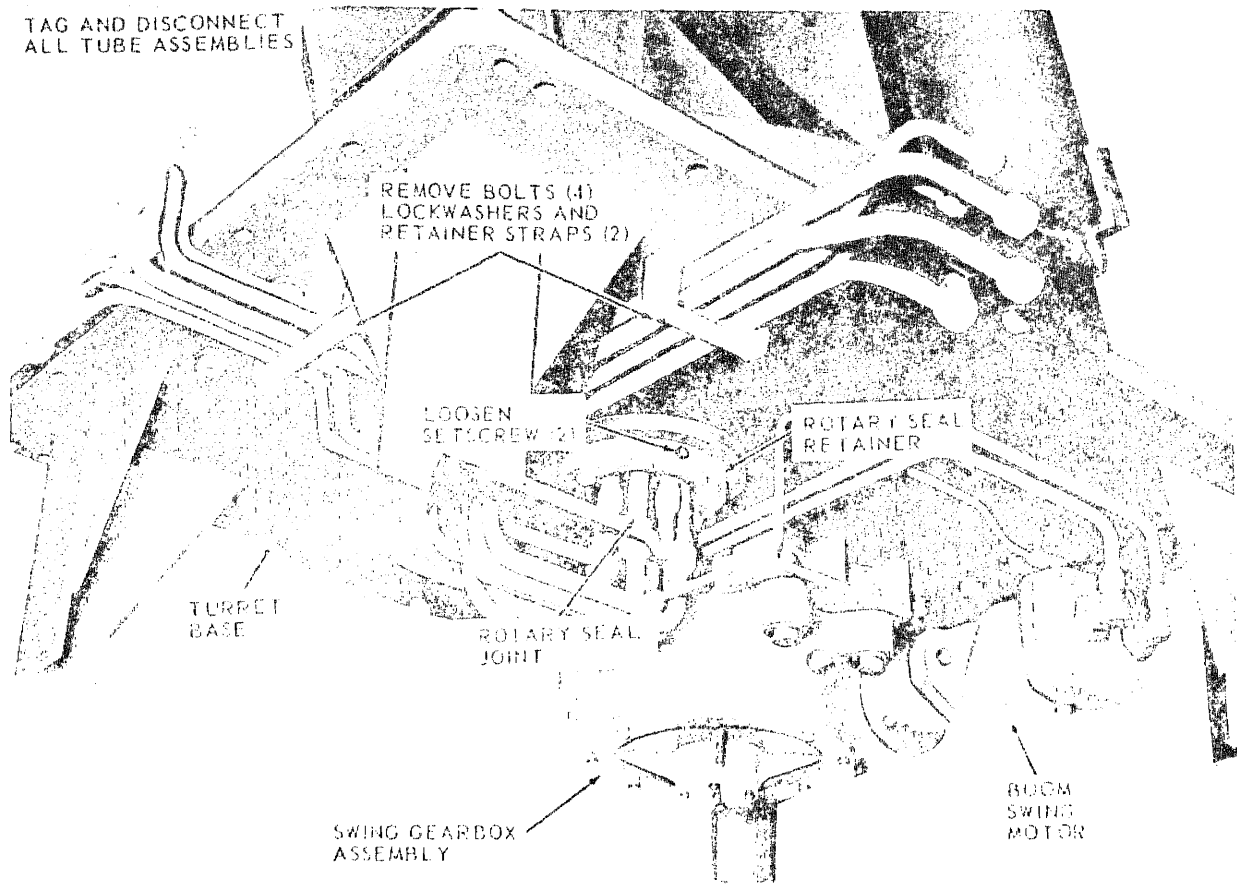 TAG AND DISCONNECT
ALL TUBE ASSEMBLIES
REMOVE BOLTS (4)
LOCKWASHERS AND
RETAINER STRAPS (2)
LOOSEN
SETSCREW (2)
ROTARY SEAL
RETAINER
TURRET
BASE
ROTARY SEAL
JOINT
SWING GEARBOX
ASSEMBLY
BOOM
SWING
MOTOR